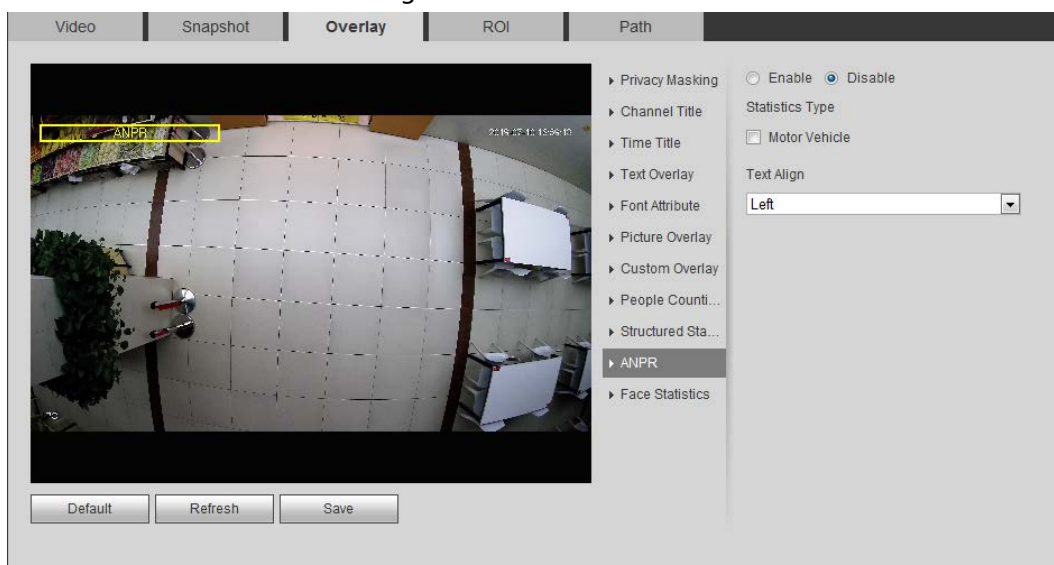 Video
Snapshot
Overlay
ROI
Path
ANPR
Privacy Masking
Channel Title
Time Title
Text Overlay
Font Attribute
Picture Overlay
Custom Overlay
People Counti...
Structured Sta...
ANPR
Face Statistics
Enable
Disable
Statistics Type
Motor Vehicle
Text Align
Left
Default
Refresh
Save